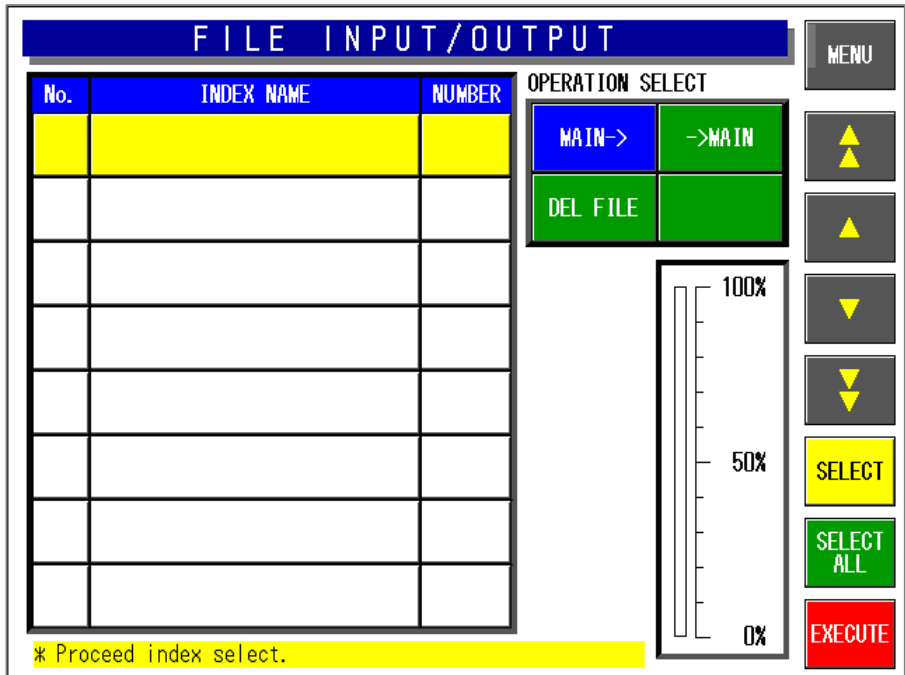 FILE INPUT/OUTPUT
MENU
No. INDEX NAME NUMBER
OPERATION SELECT
MAIN-> ->MAIN
DEL FILE
100%
50%
0%
SELECT
SELECT
ALL
EXECUTE
* Proceed index select.